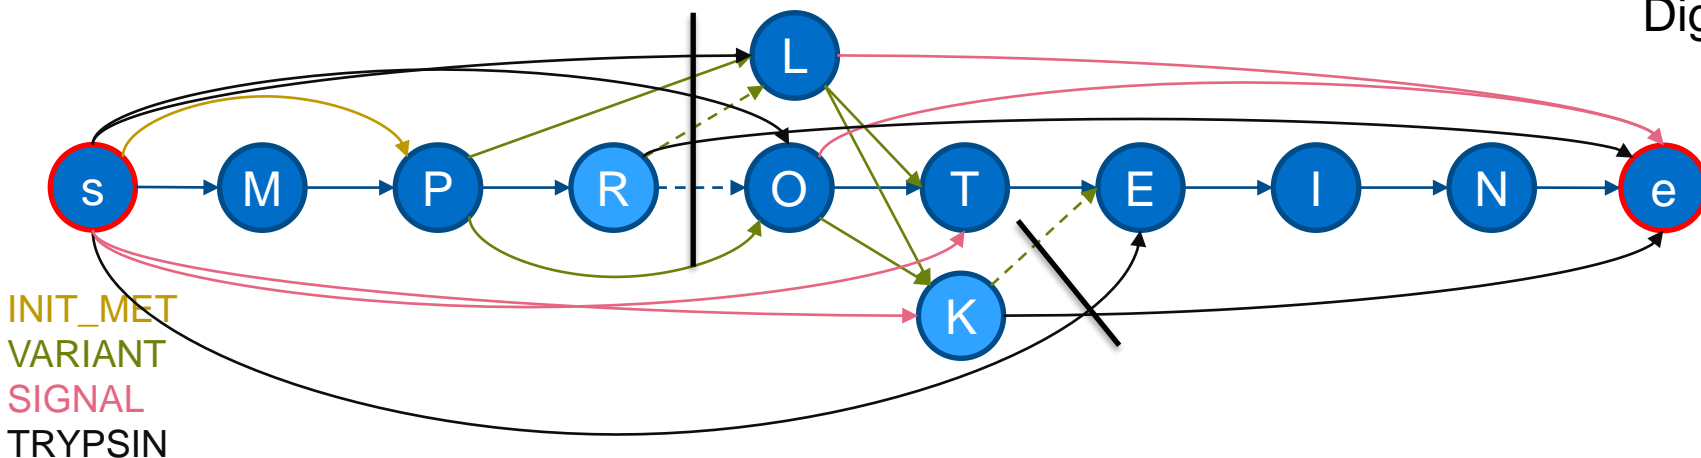 Dig
L
s M P R O T E I N e
K
INIT_MET
VARIANT
SIGNAL
TRYPSIN